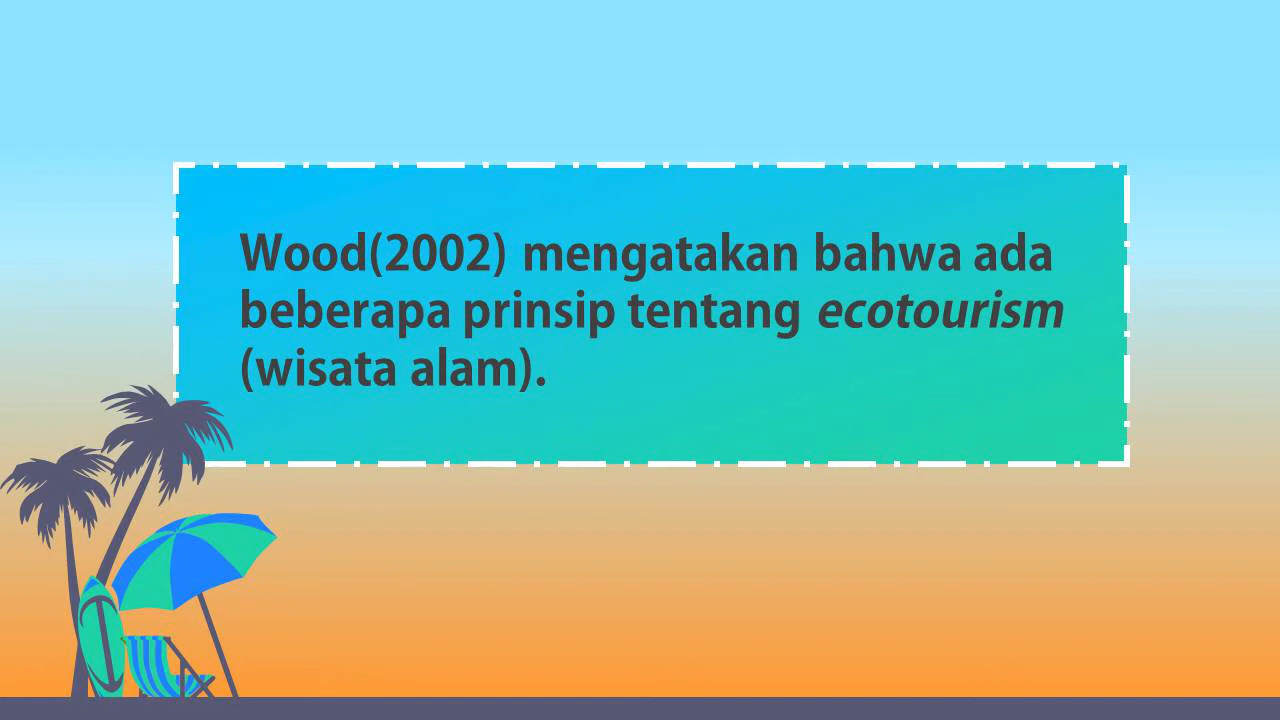 Wood(2002) mengatakan bahwa ada
beberapa prinsip tentang ecotourism
(wisata alam).